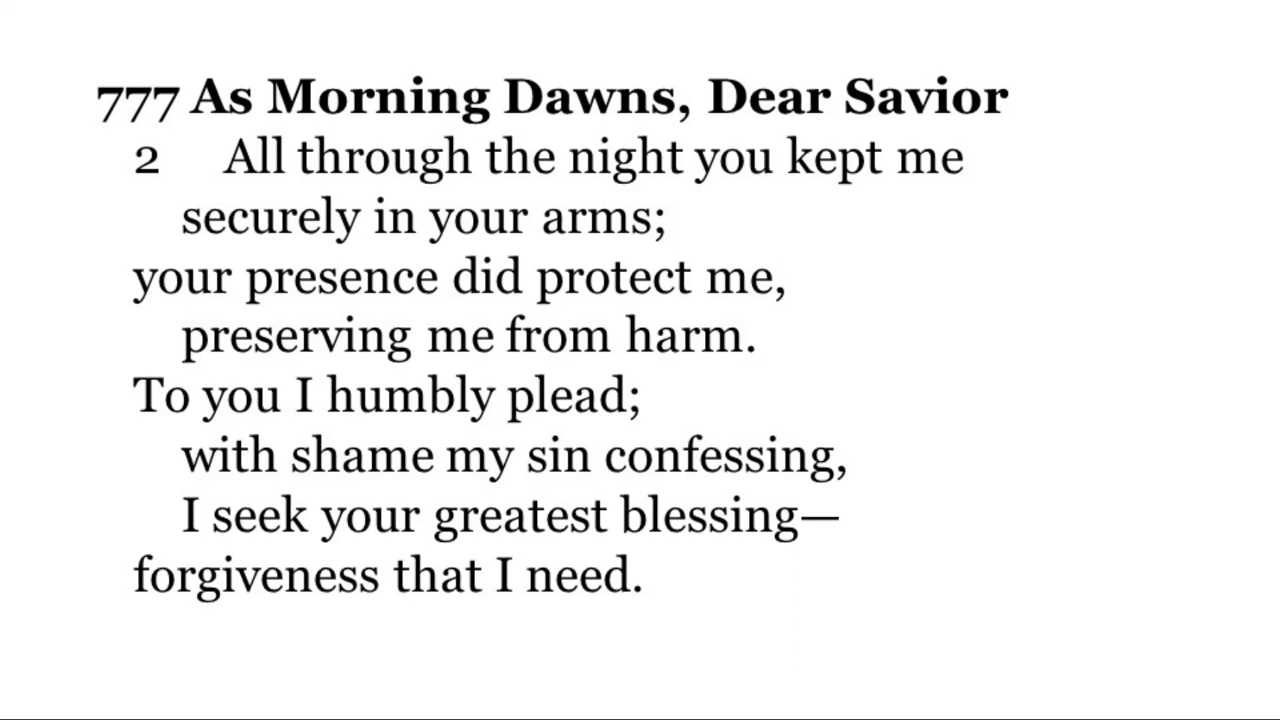 777 As Morning Dawns, Dear Savior
2 All through the night you kept me
securely in your arms;
your presence did protect me,
preserving me from harm.
To you I humbly plead;
with shame my sin confessing,
I seek your greatest blessing—
forgiveness that I need.